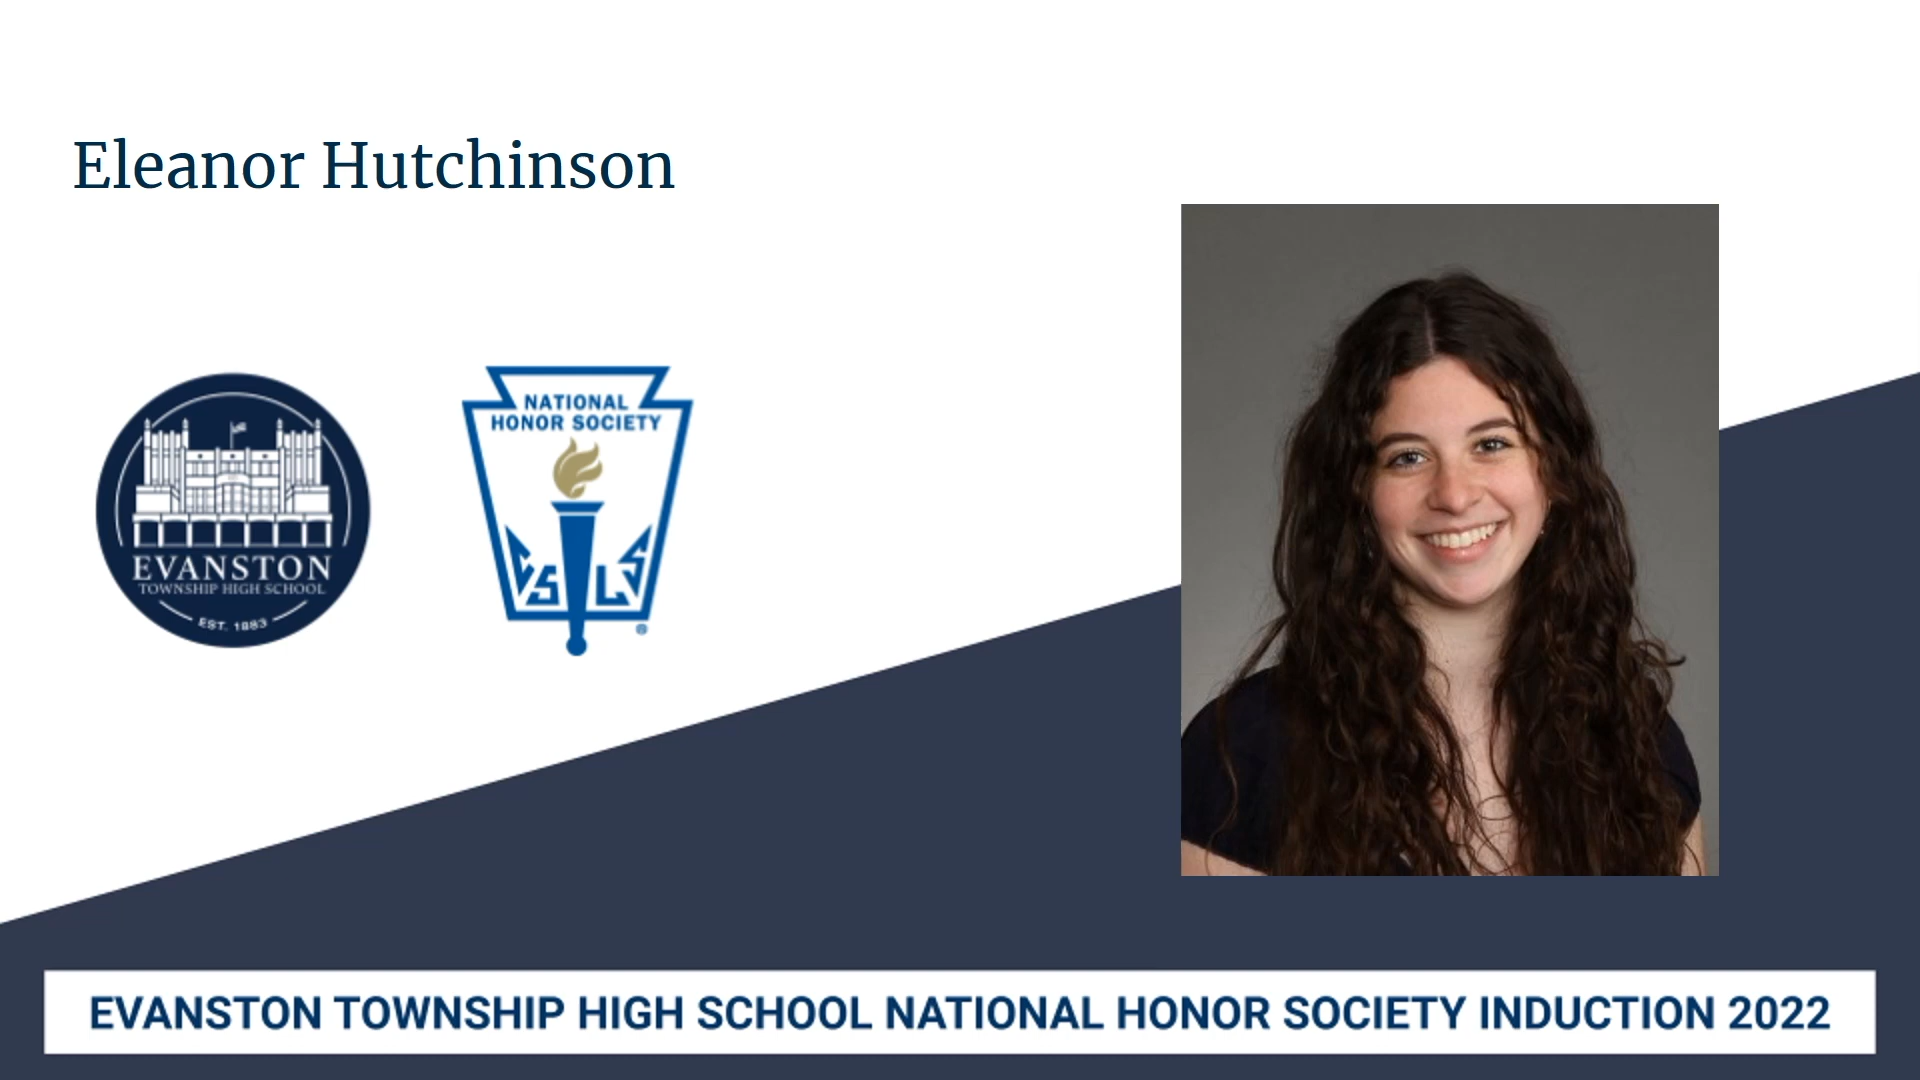 Eleanor Hutchinson
EVANSTON
TOWNSHIP HIGH SCHOOL
EST. 1883
NATIONAL
HONOR SOCIETY
C S L S
®
EVANSTON TOWNSHIP HIGH SCHOOL NATIONAL HONOR SOCIETY INDUCTION 2022